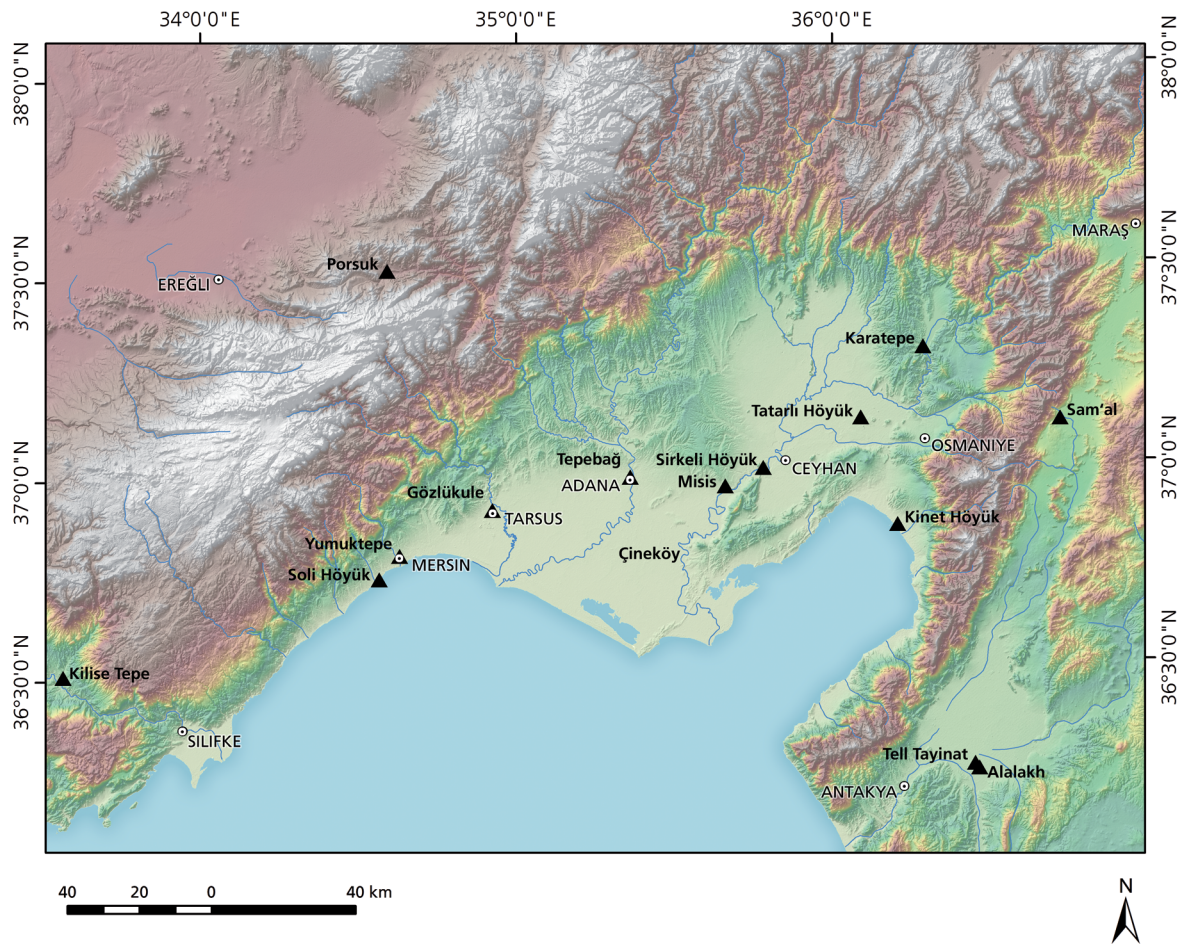 34°0'0"E
35°0'0"E
36°0'0"E
38°0'0"N
38°0'0"N
MARAŞ
Porsuk
EREĞLI
37°30'0"N
37°30'0"N
Karatepe
Tatarlı Höyük
Sam‘al
OSMANIYE
Tepebağ
Sirkeli Höyük
CEYHAN
ADANA
Misis
37°0'0"N
37°0'0"N
Gözlükule
TARSUS
Kinet Höyük
Yumuktepe
MERSIN
Çineköy
Soli Höyük
Kilise Tepe
36°30'0"N
36°30'0"N
SILIFKE
Tell Tayinat
Alalakh
ANTAKYA
40 20 0 40 km
N